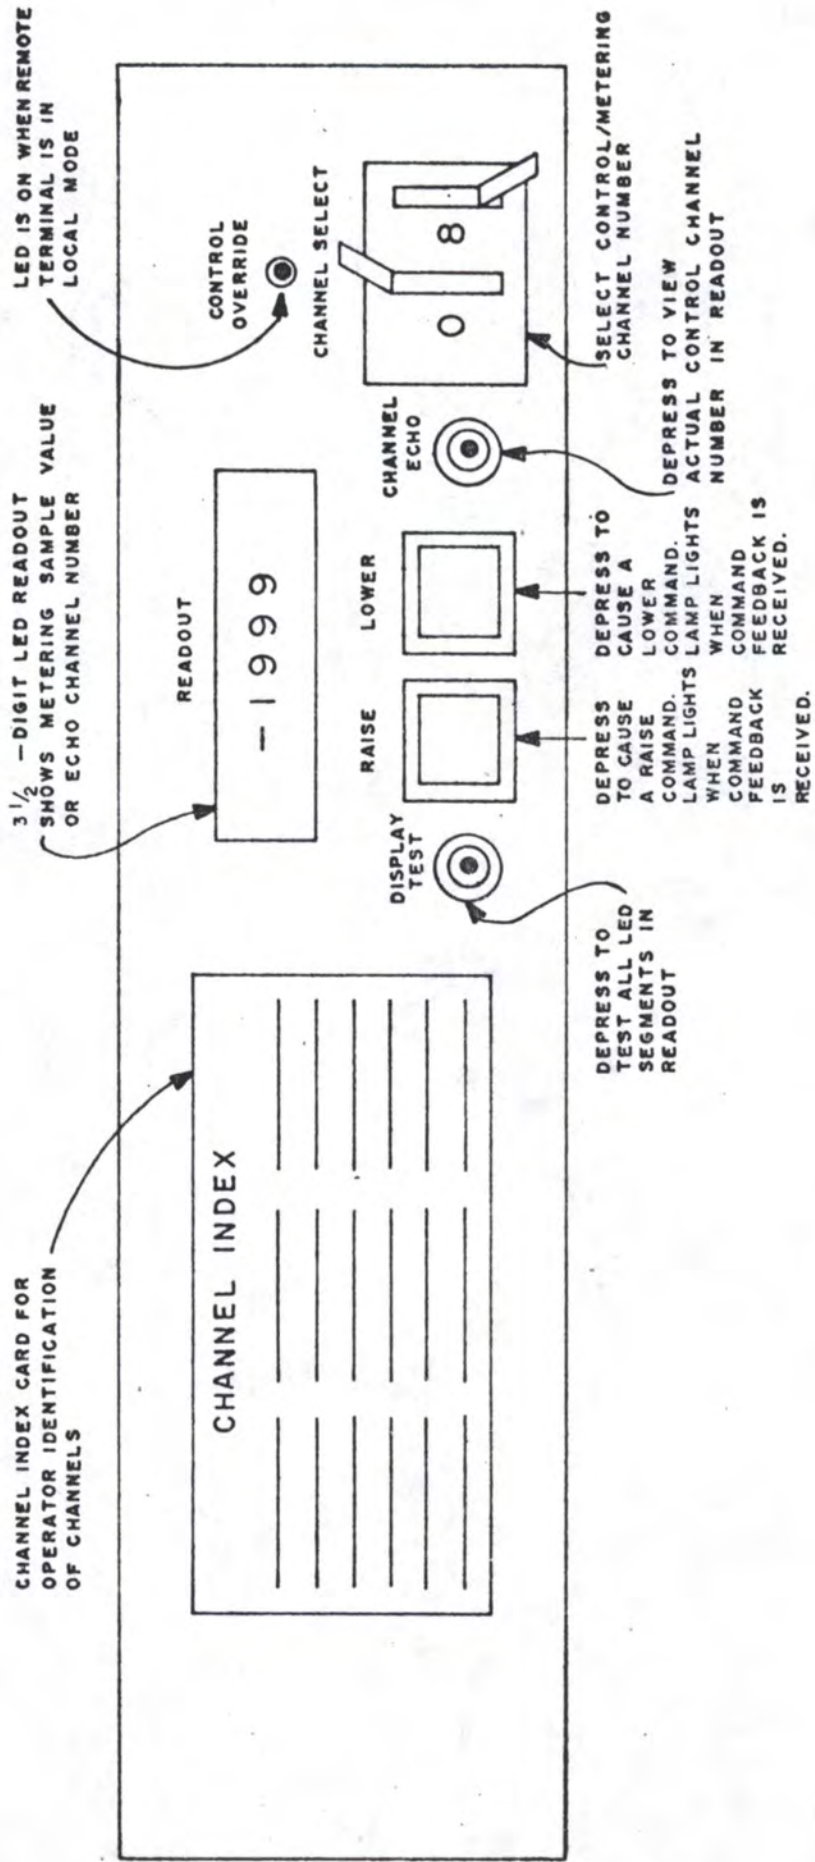 CHANNEL INDEX CARD FOR
OPERATOR IDENTIFICATION
OF CHANNELS
3 1/2 –DIGIT LED READOUT
SHOWS METERING SAMPLE VALUE
OR ECHO CHANNEL NUMBER
LED IS ON WHEN REMOTE
TERMINAL IS IN
LOCAL MODE
CHANNEL INDEX
READOUT
–1999
CONTROL
OVERRIDE
CHANNEL SELECT
0 8
DISPLAY
TEST
RAISE
LOWER
CHANNEL
ECHO
DEPRESS TO
TEST ALL LED
SEGMENTS IN
READOUT
DEPRESS
TO CAUSE
A RAISE
COMMAND.
LAMP LIGHTS
WHEN
COMMAND
FEEDBACK
IS
RECEIVED.
DEPRESS TO
CAUSE A
LOWER
COMMAND.
LAMP LIGHTS
WHEN
COMMAND
FEEDBACK IS
RECEIVED.
DEPRESS TO VIEW
ACTUAL CONTROL CHANNEL
NUMBER IN READOUT
SELECT CONTROL/METERING
CHANNEL NUMBER